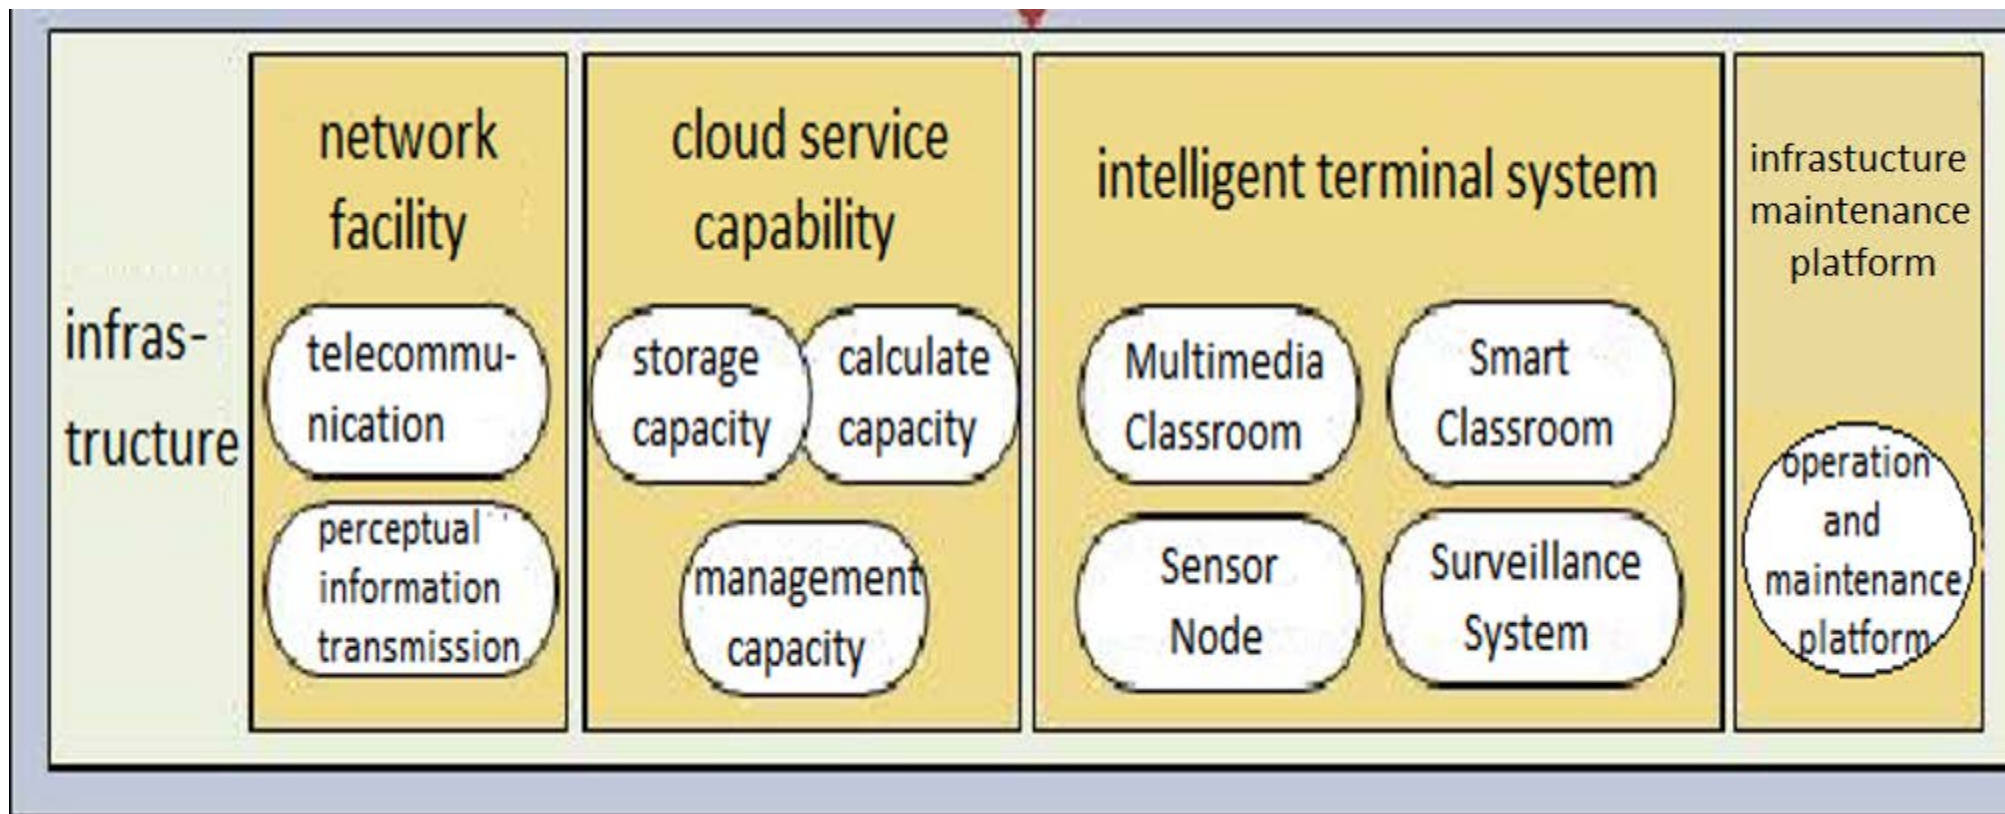 infras-
tructure
network
facility
telecommu-
nication
perceptual
information
transmission
cloud service
capability
storage
capacity
calculate
capacity
management
capacity
intelligent terminal system
Multimedia
Classroom
Smart
Classroom
Sensor
Node
Surveillance
System
infrastucture
maintenance
platform
operation
and
maintenance
platform